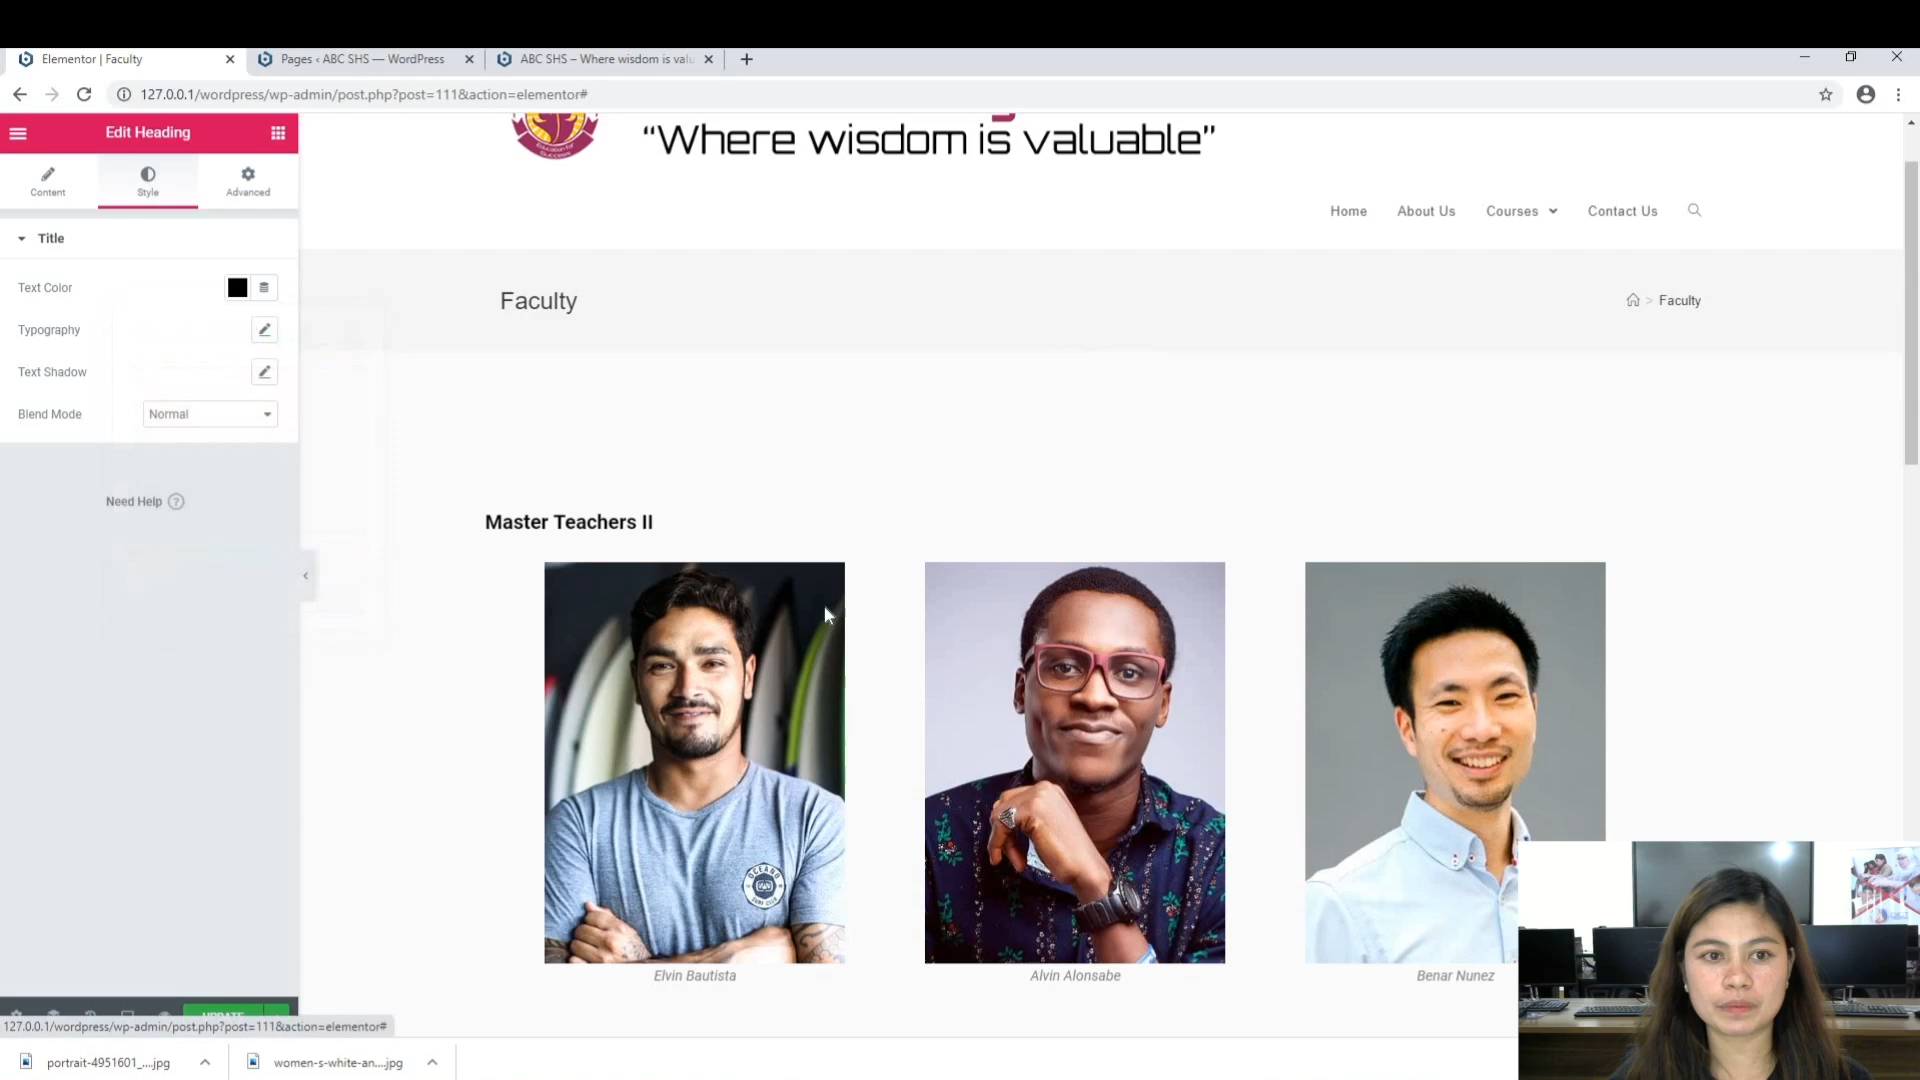 Elementor | Faculty
Pages ‹ ABC SHS — WordPress
ABC SHS – Where wisdom is valu
127.0.0.1/wordpress/wp-admin/post.php?post=111&action=elementor#
Edit Heading
Content
Style
Advanced
Title
Text Color
Typography
Text Shadow
Blend Mode
Normal
Need Help
UPDATE
127.0.0.1/wordpress/wp-admin/post.php?post=111&action=elementor#
“Where wisdom is valuable”
Home
About Us
Courses
Contact Us
Faculty
> Faculty
Master Teachers II
Elvin Bautista
Alvin Alonsabe
Benar Nunez
portrait-4951601_....jpg
women-s-white-an....jpg